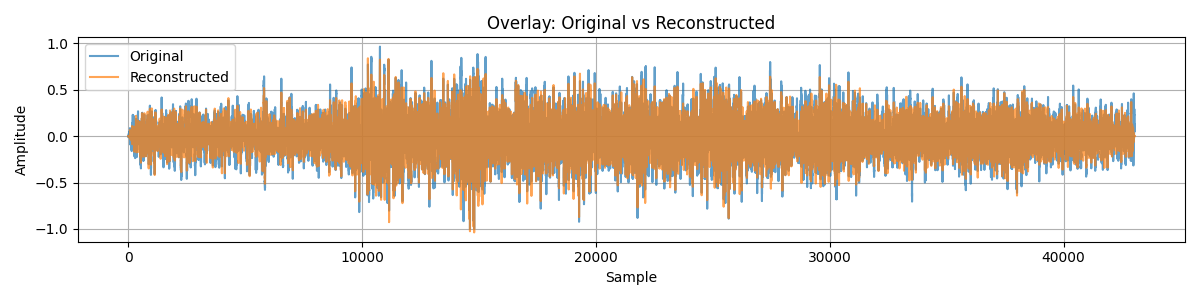 Overlay: Original vs Reconstructed
Original
Reconstructed
1.0
0.5
0.0
−0.5
−1.0
Amplitude
0 10000 20000 30000 40000
Sample